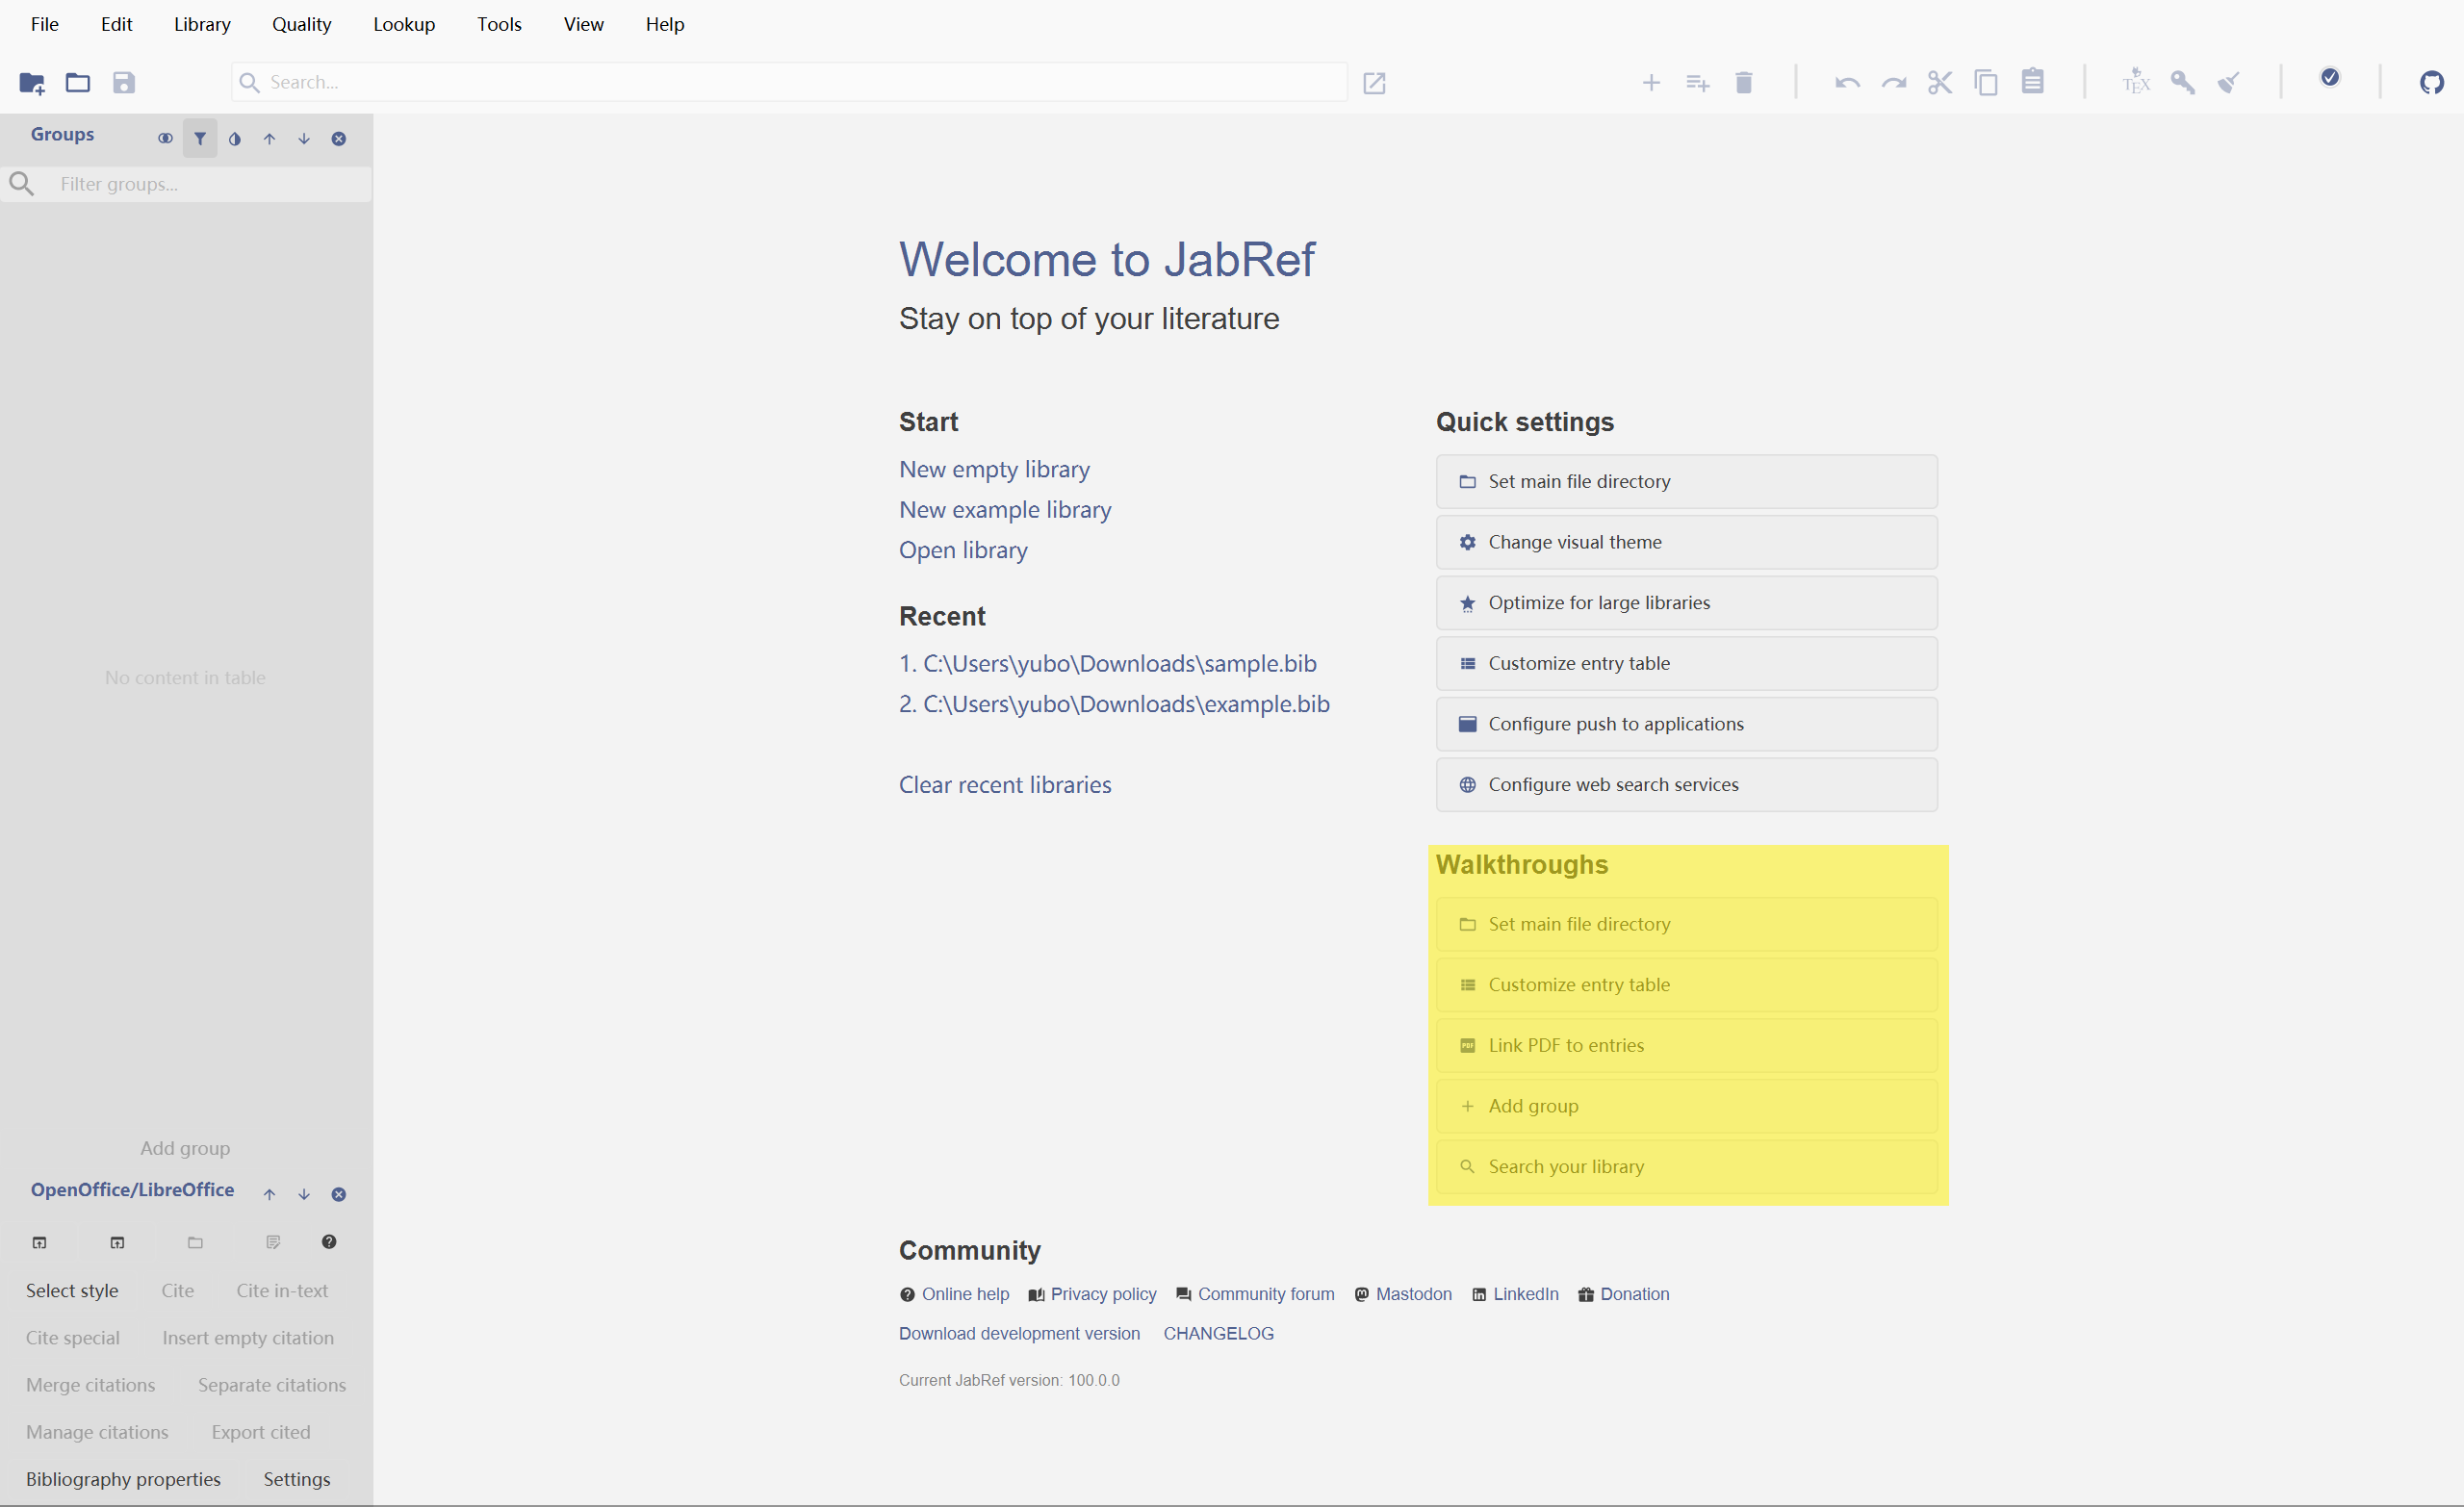 File Edit Library Quality Lookup Tools View Help
Search...
TEX
Groups
Filter groups...
No content in table
Add group
OpenOffice/LibreOffice
Select style Cite Cite in-text
Cite special Insert empty citation
Merge citations Separate citations
Manage citations Export cited
Bibliography properties Settings
Welcome to JabRef
Stay on top of your literature
Start
New empty library
New example library
Open library
Recent
1. C:\Users\yubo\Downloads\sample.bib
2. C:\Users\yubo\Downloads\example.bib
Clear recent libraries
Quick settings
Set main file directory
Change visual theme
Optimize for large libraries
Customize entry table
Configure push to applications
Configure web search services
Walkthroughs
Set main file directory
Customize entry table
PDF Link PDF to entries
Add group
Search your library
Community
Online help Privacy policy Community forum Mastodon LinkedIn Donation
Download development version CHANGELOG
Current JabRef version: 100.0.0